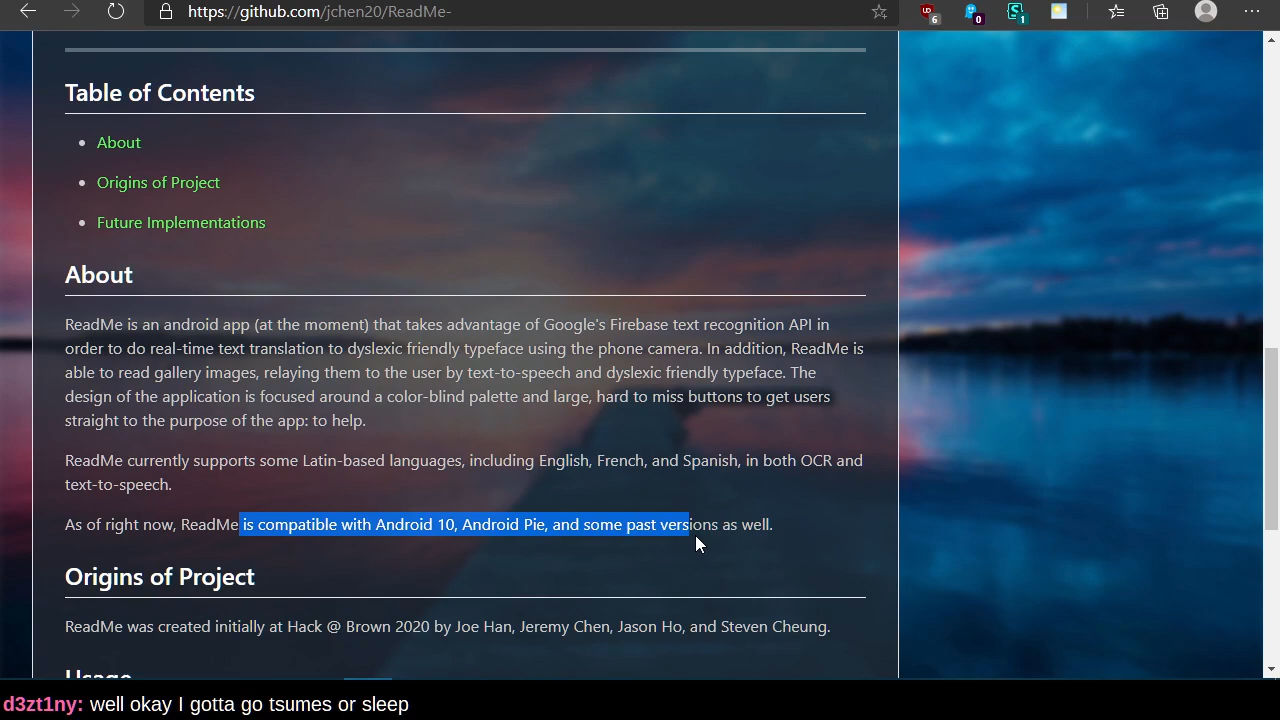 https://github.com/jchen20/ReadMe-
6
0
1
Table of Contents
About
Origins of Project
Future Implementations
About
ReadMe is an android app (at the moment) that takes advantage of Google's Firebase text recognition API in
order to do real-time text translation to dyslexic friendly typeface using the phone camera. In addition, ReadMe is
able to read gallery images, relaying them to the user by text-to-speech and dyslexic friendly typeface. The
design of the application is focused around a color-blind palette and large, hard to miss buttons to get users
straight to the purpose of the app: to help.
ReadMe currently supports some Latin-based languages, including English, French, and Spanish, in both OCR and
text-to-speech.
As of right now, ReadMe is compatible with Android 10, Android Pie, and some past versions as well.
Origins of Project
ReadMe was created initially at Hack @ Brown 2020 by Joe Han, Jeremy Chen, Jason Ho, and Steven Cheung.
Usage
d3zt1ny: well okay I gotta go tsumes or sleep